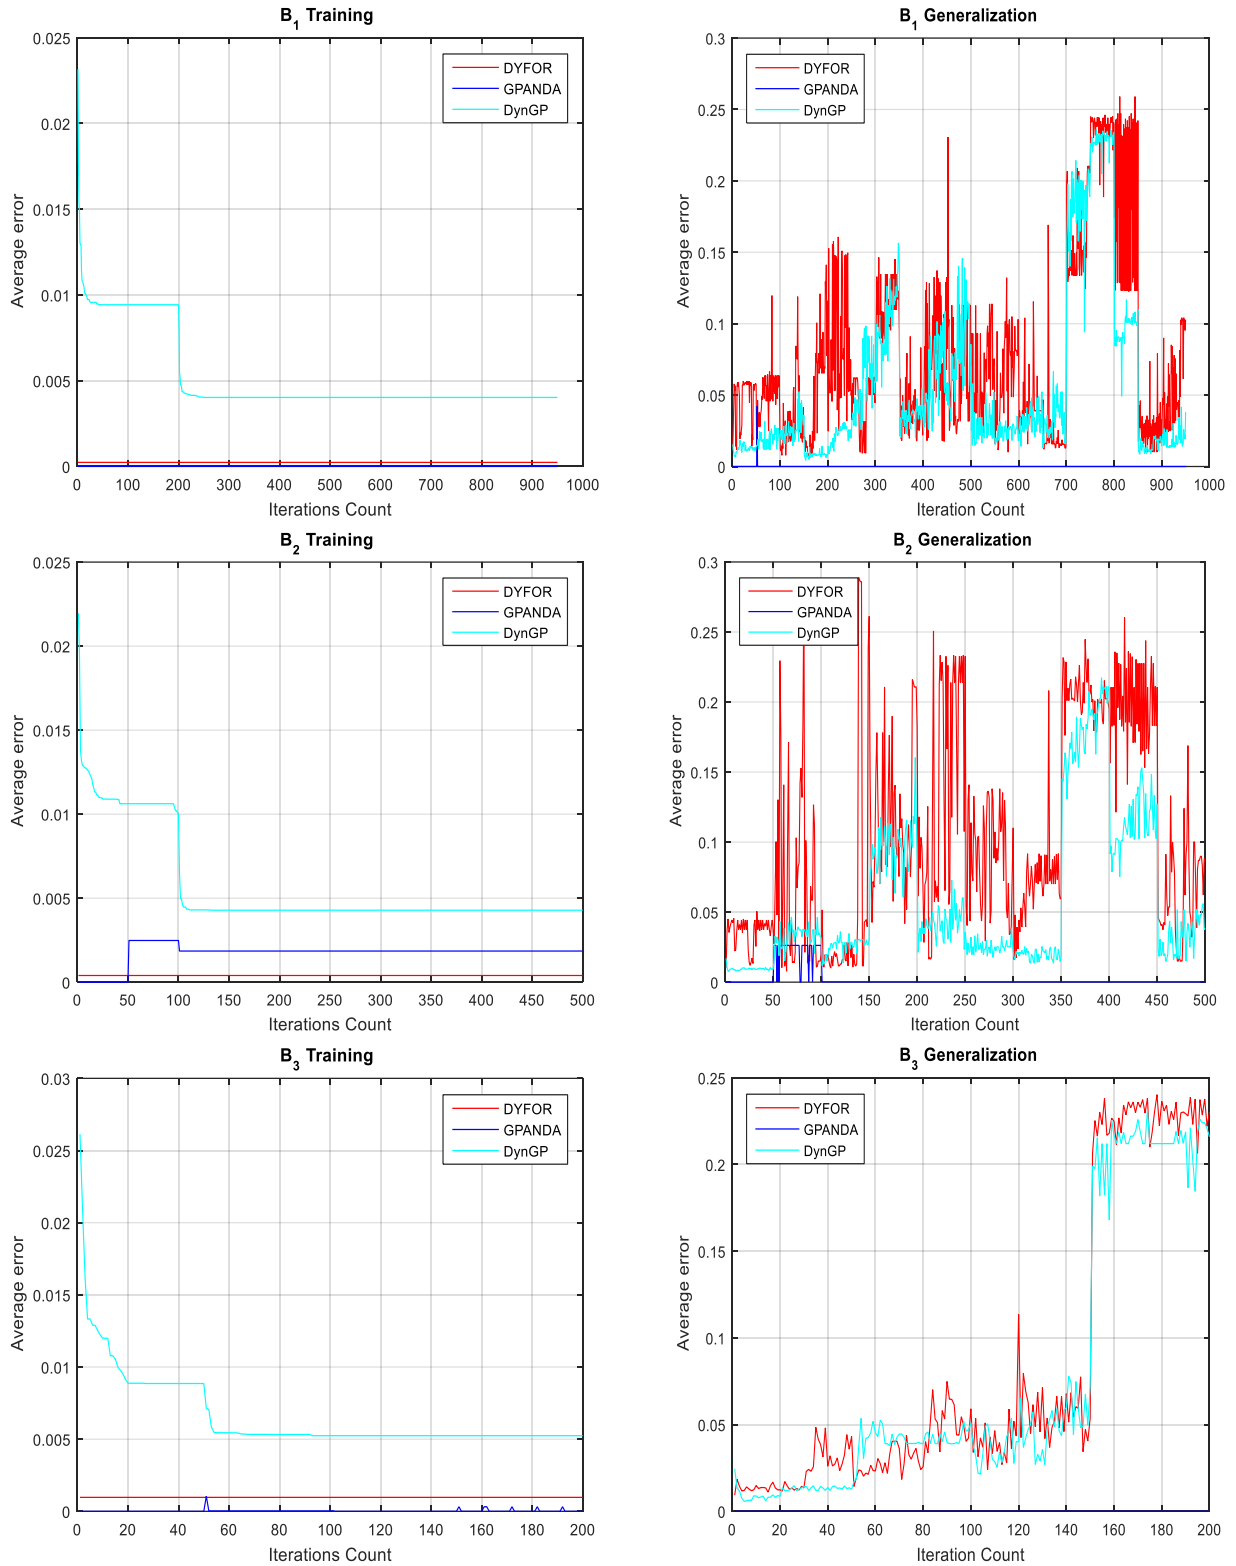 B1 Training
0.025
0.02
0.015
0.01
0.005
0
DYFOR
GPANDA
DynGP
Average error
0 100 200 300 400 500 600 700 800 900 1000
Iterations Count
B1 Generalization
0.3
0.25
0.2
0.15
0.1
0.05
0
DYFOR
GPANDA
DynGP
Average error
0 100 200 300 400 500 600 700 800 900 1000
Iteration Count
B2 Training
0.025
0.02
0.015
0.01
0.005
0
DYFOR
GPANDA
DynGP
Average error
0 50 100 150 200 250 300 350 400 450 500
Iterations Count
B2 Generalization
0.3
0.25
0.2
0.15
0.1
0.05
0
DYFOR
GPANDA
DynGP
Average error
0 50 100 150 200 250 300 350 400 450 500
Iteration Count
B3 Training
0.03
0.025
0.02
0.015
0.01
0.005
0
DYFOR
GPANDA
DynGP
Average error
0 20 40 60 80 100 120 140 160 180 200
Iterations Count
B3 Generalization
0.25
0.2
0.15
0.1
0.05
0
DYFOR
GPANDA
DynGP
Average error
0 20 40 60 80 100 120 140 160 180 200
Iteration Count